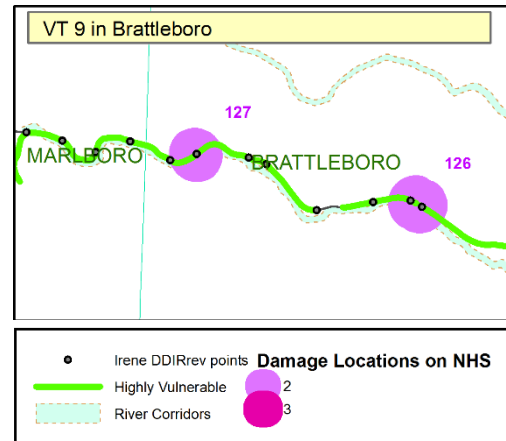 VT 9 in Brattleboro
127
MARLBORO
BRATTLEBORO
126
Irene DDIRrev points
Highly Vulnerable
River Corridors
Damage Locations on NHS
2
3